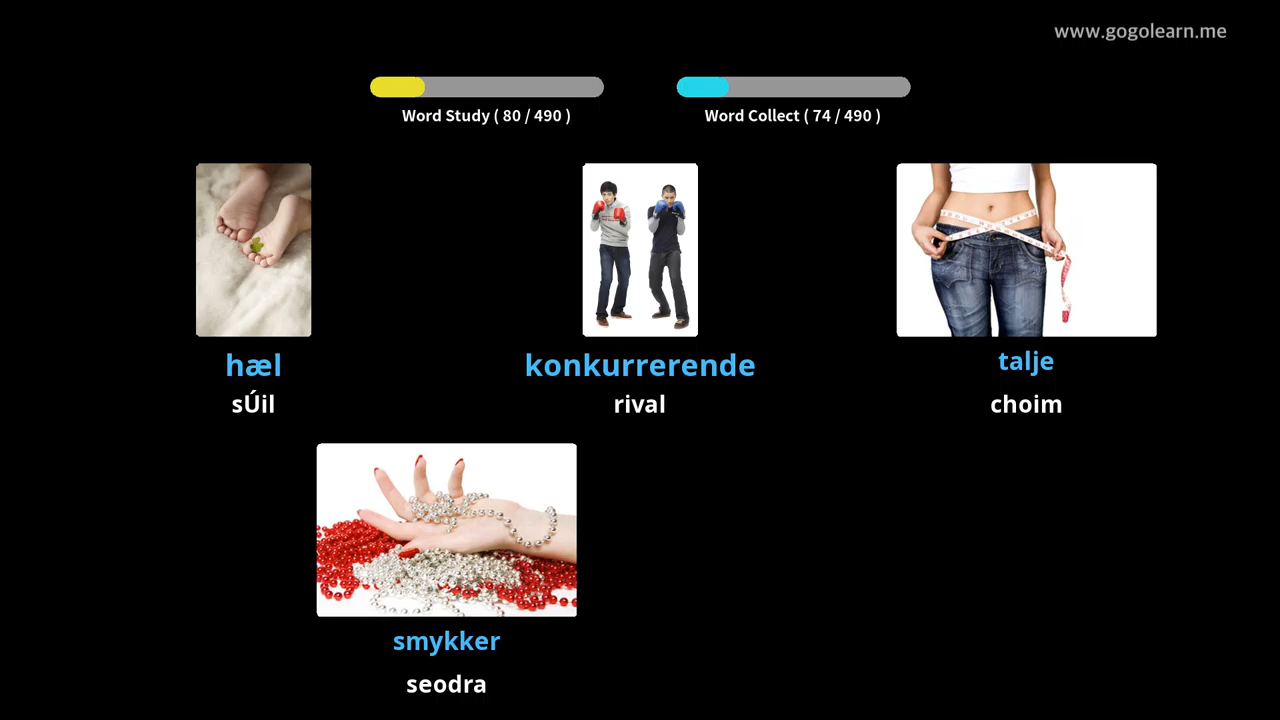 www.gogolearn.me
Word Study ( 80 / 490 )
Word Collect ( 74 / 490 )
hæl
sÚil
konkurrerende
rival
talje
choim
smykker
seodra